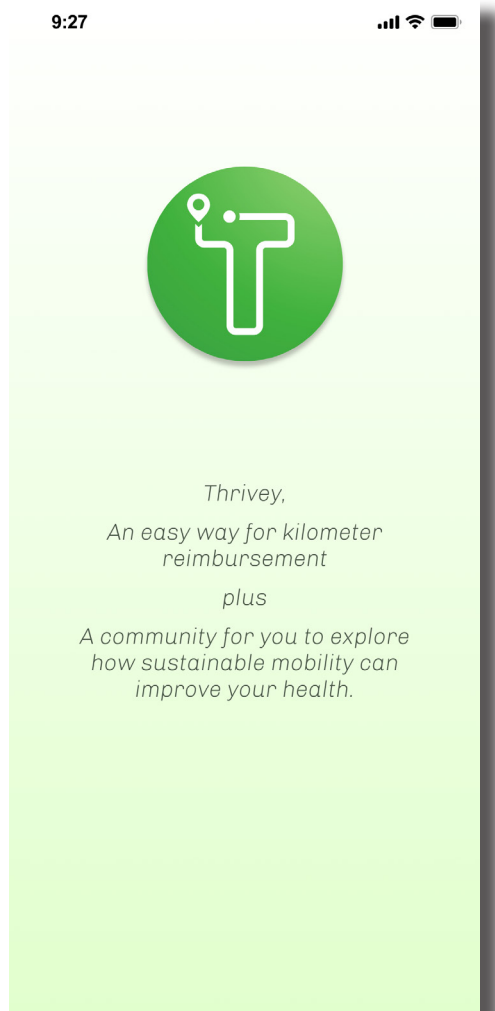 9:27
T
Thrivey,
An easy way for kilometer
reimbursement
plus
A community for you to explore
how sustainable mobility can
improve your health.